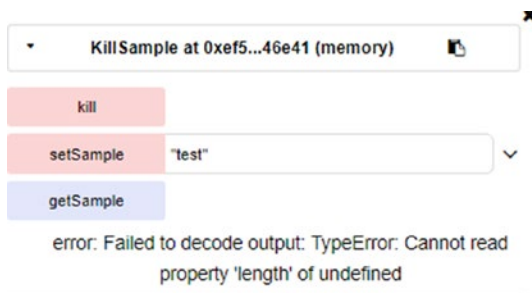 KillSample at 0xef5...46e41 (memory)
kill
setSample "test"
getSample
error: Failed to decode output: TypeError: Cannot read
property 'length' of undefined